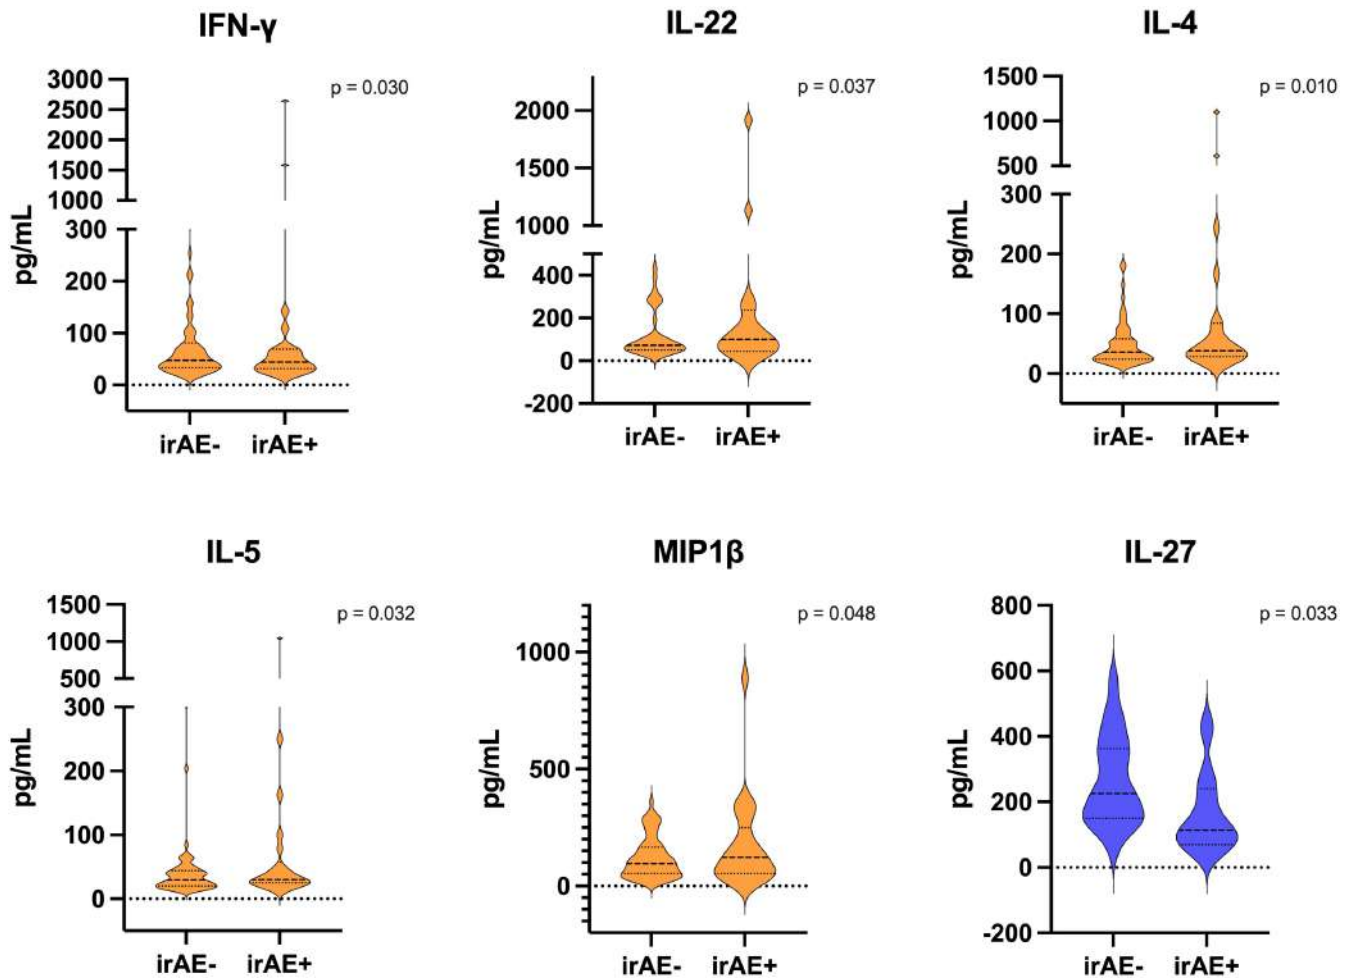 IFN-γ
p = 0.030
pg/mL
3000
2500
2000
1500
1000
300
200
100
0
irAE- irAE+
IL-22
p = 0.037
pg/mL
2000
1500
1000
400
200
0
-200
irAE- irAE+
IL-4
p = 0.010
pg/mL
1500
1000
500
300
200
100
0
irAE- irAE+
IL-5
p = 0.032
pg/mL
1500
1000
500
300
200
100
0
irAE- irAE+
MIP1β
p = 0.048
pg/mL
1000
500
0
irAE- irAE+
IL-27
p = 0.033
pg/mL
800
600
400
200
0
-200
irAE- irAE+